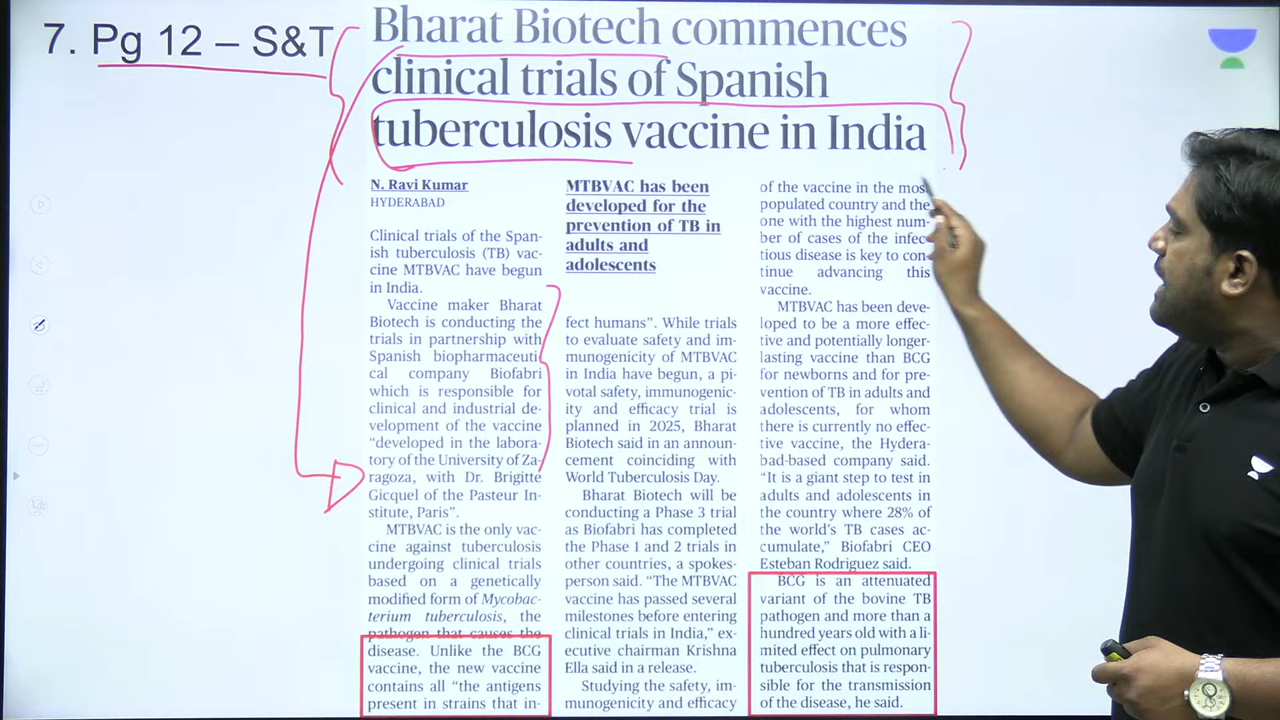 7. Pg 12 – S&T
Bharat Biotech commences
clinical trials of Spanish
tuberculosis vaccine in India
N. Ravi Kumar
HYDERABAD
Clinical trials of the Span-
ish tuberculosis (TB) vac-
cine MTBVAC have begun
in India.
Vaccine maker Bharat
Biotech is conducting the
trials in partnership with
Spanish biopharmaceuti
cal company Biofabri
which is responsible for
clinical and industrial de-
velopment of the vaccine
“developed in the labora-
tory of the University of Za-
ragoza, with Dr. Brigitte
Gicquel of the Pasteur In-
stitute, Paris”.
MTBVAC is the only vac-
cine against tuberculosis
undergoing clinical trials
based on a genetically
modified form of Mycobac-
terium tuberculosis, the
pathogen that causes the
disease. Unlike the BCG
vaccine, the new vaccine
contains all “the antigens
present in strains that in-
MTBVAC has been
developed for the
prevention of TB in
adults and
adolescents
fect humans”. While trials
to evaluate safety and im-
munogenicity of MTBVAC
in India have begun, a pi-
votal safety, immunogenic-
ity and efficacy trial is
planned in 2025, Bharat
Biotech said in an announ-
cement coinciding with
World Tuberculosis Day.
Bharat Biotech will be
conducting a Phase 3 trial
as Biofabri has completed
the Phase 1 and 2 trials in
other countries, a spokes-
person said. “The MTBVAC
vaccine has passed several
milestones before entering
clinical trials in India,” ex-
ecutive chairman Krishna
Ella said in a release.
Studying the safety, im-
munogenicity and efficacy
of the vaccine in the most
populated country and the
one with the highest num-
ber of cases of the infec-
tious disease is key to con-
tinue advancing this
vaccine.
MTBVAC has been deve-
loped to be a more effec-
tive and potentially longer-
lasting vaccine than BCG
for newborns and for pre-
vention of TB in adults and
adolescents, for whom
there is currently no effec-
tive vaccine, the Hydera-
bad-based company said.
“It is a giant step to test in
adults and adolescents in
the country where 28% of
the world’s TB cases ac-
cumulate,” Biofabri CEO
Esteban Rodriguez said.
BCG is an attenuated
variant of the bovine TB
pathogen and more than a
hundred years old with a li-
mited effect on pulmonary
tuberculosis that is respon-
sible for the transmission
of the disease, he said.